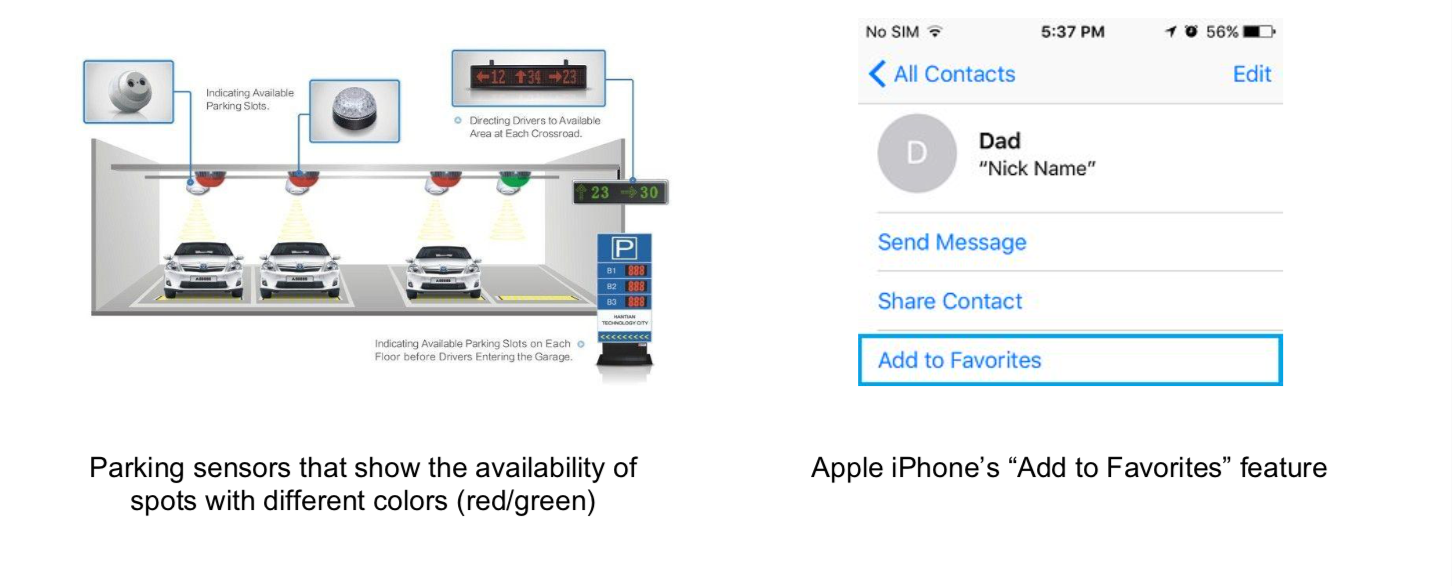 Indicating Available
Parking Slots.
←12 ↑34 →23
Directing Drivers to Available
Area at Each Crossroad.
↑23 →30
P
B1 888
B2 888
B3 888
HANTIAN
TECHNOLOGY CITY
<<<<<<<<<
Indicating Available Parking Slots on Each
Floor before Drivers Entering the Garage.
Parking sensors that show the availability of
spots with different colors (red/green)
No SIM 5:37 PM 56%
All Contacts Edit
D
Dad
“Nick Name”
Send Message
Share Contact
Add to Favorites
Apple iPhone’s “Add to Favorites” feature